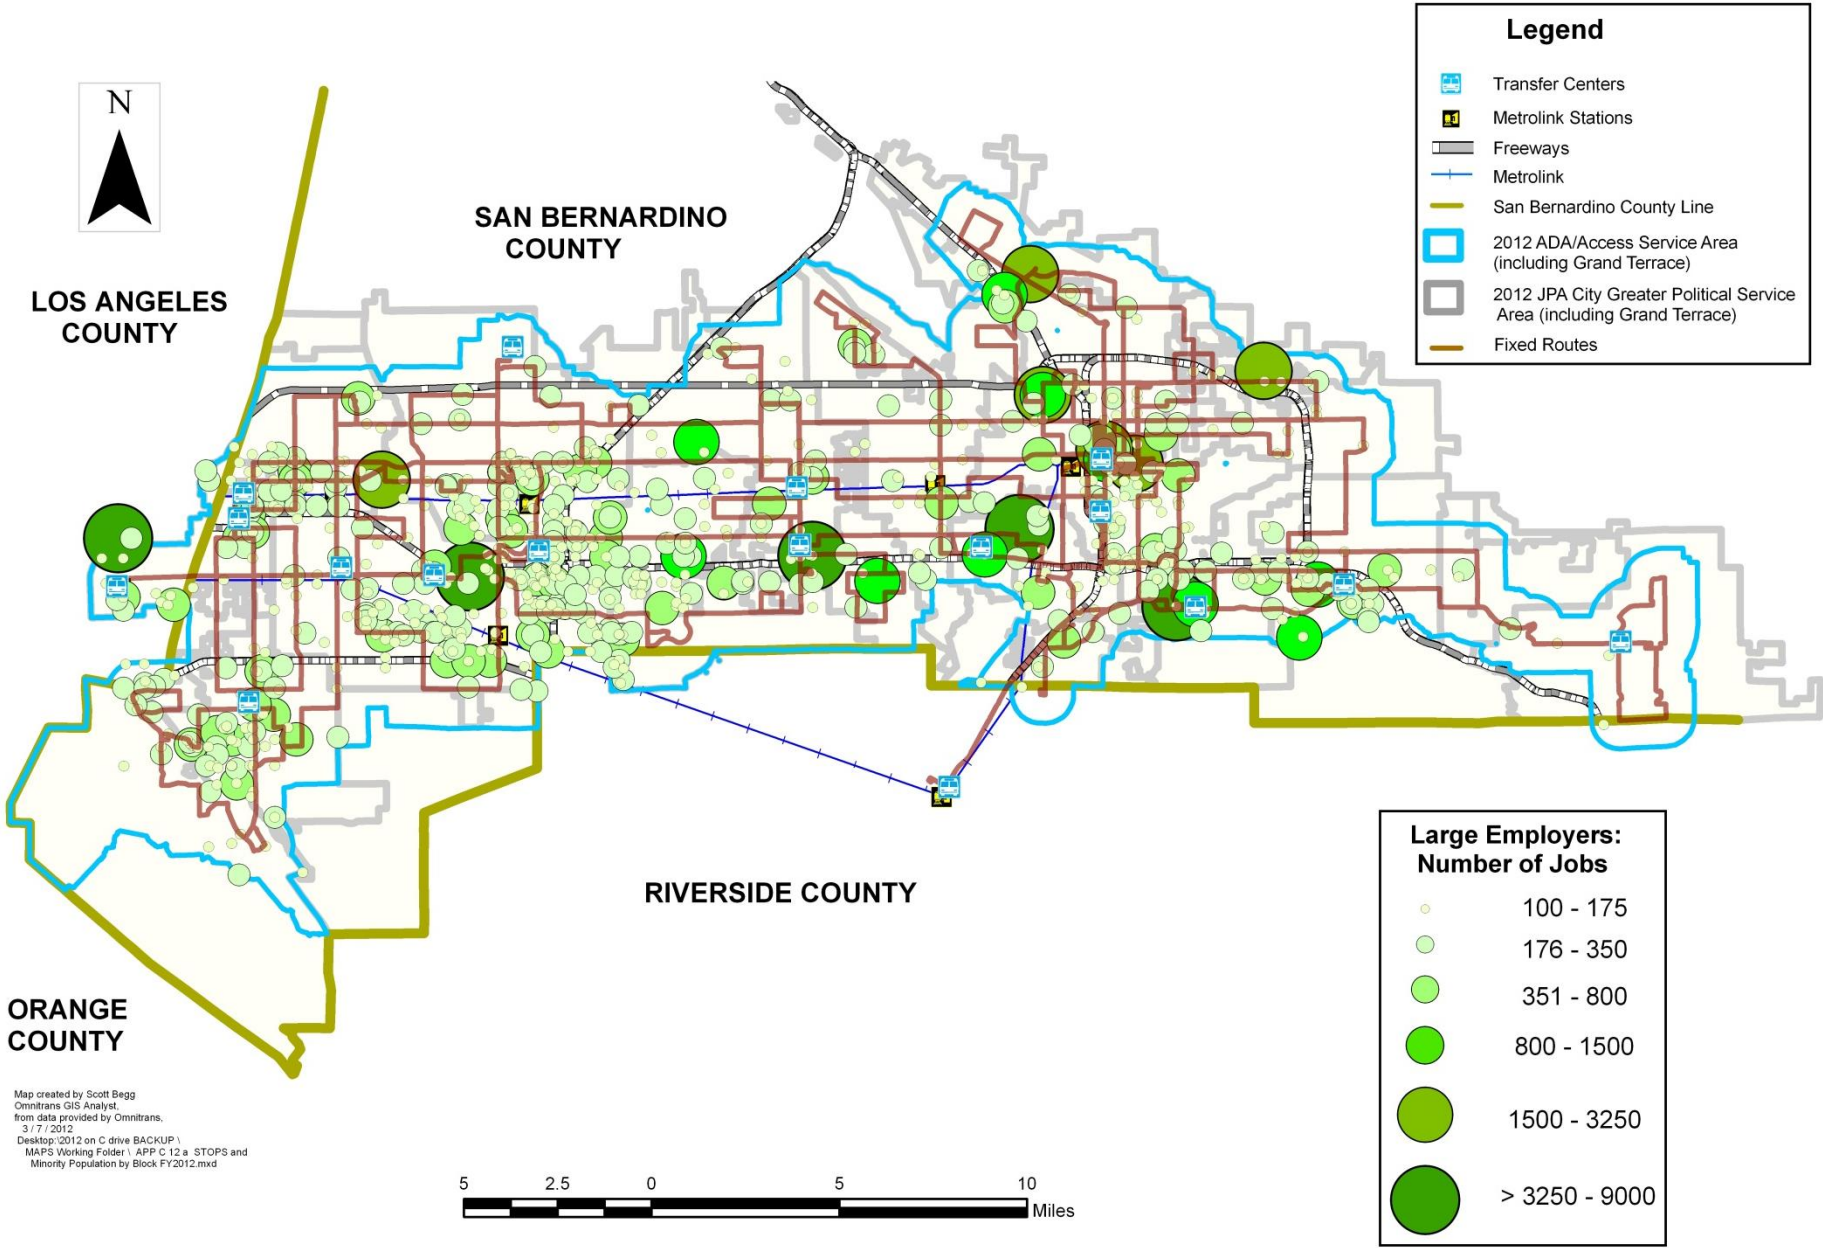 Legend
Transfer Centers
Metrolink Stations
Freeways
Metrolink
San Bernardino County Line
2012 ADA/Access Service Area
(including Grand Terrace)
2012 JPA City Greater Political Service
Area (including Grand Terrace)
Fixed Routes
N
SAN BERNARDINO
COUNTY
LOS ANGELES
COUNTY
RIVERSIDE COUNTY
ORANGE
COUNTY
Large Employers:
Number of Jobs
100 - 175
176 - 350
351 - 800
800 - 1500
1500 - 3250
> 3250 - 9000
Map created by Scott Begg
Omnitrans GIS Analyst,
from data provided by Omnitrans,
3 / 7 / 2012
Desktop:\2012 on C drive BACKUP \
MAPS Working Folder \ APP C 12 a STOPS and
Minority Population by Block FY2012.mxd
5 2.5 0 5 10
Miles